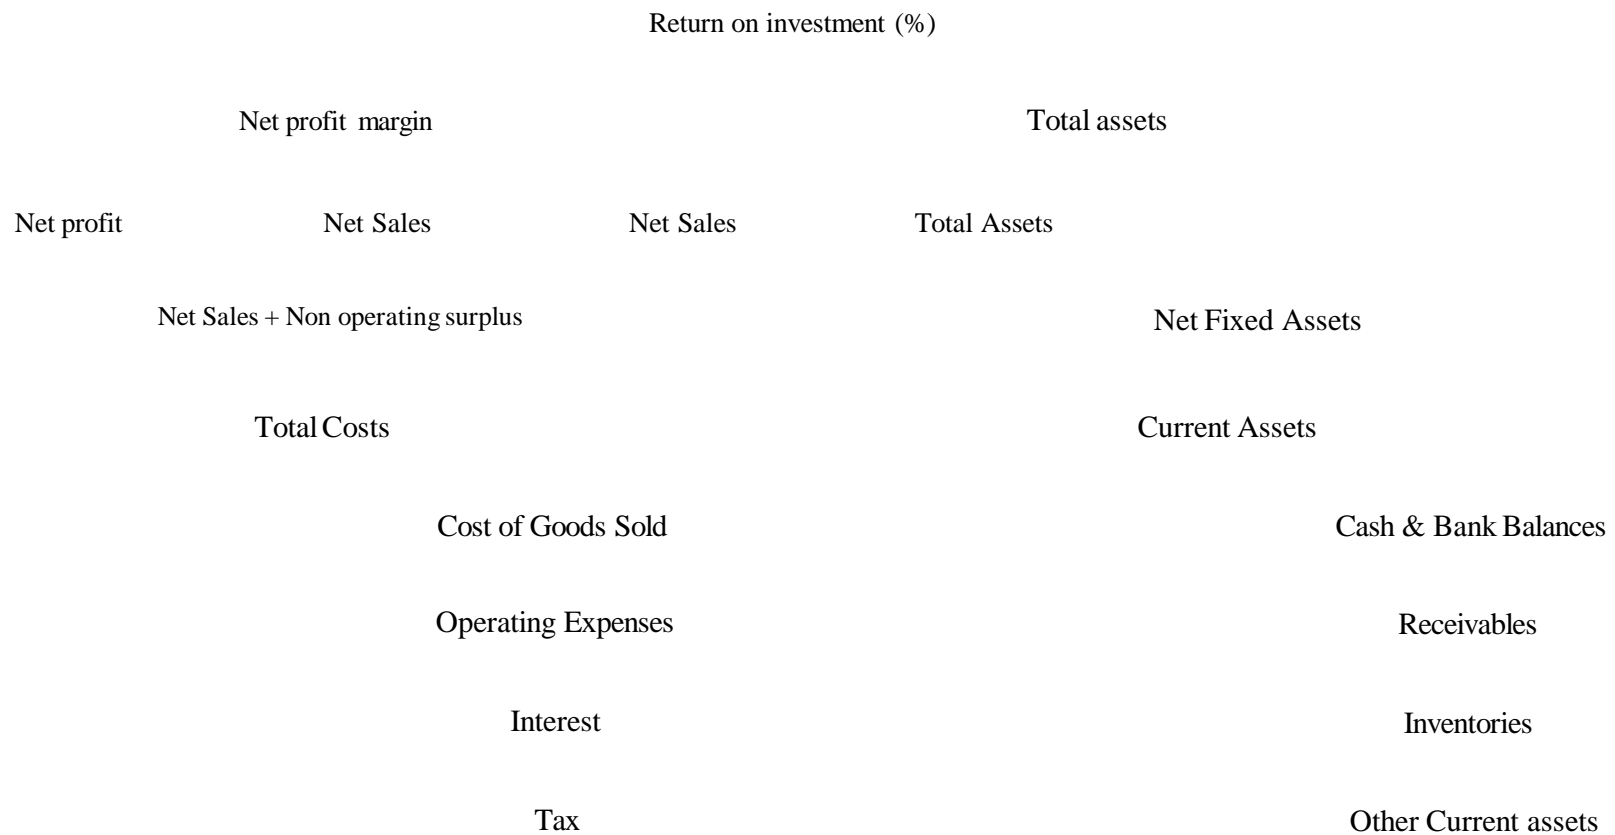 Return on investment (%)
Net profit margin
Total assets
Net profit
Net Sales
Net Sales
Total Assets
Net Sales + Non operating surplus
Net Fixed Assets
Total Costs
Current Assets
Cost of Goods Sold
Cash & Bank Balances
Operating Expenses
Receivables
Interest
Inventories
Tax
Other Current assets